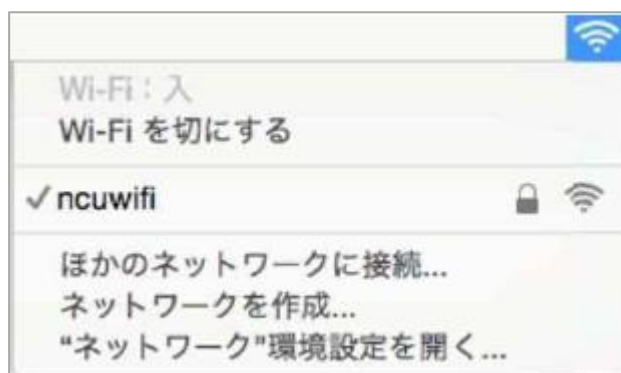 Wi-Fi：入
Wi-Fi を切にする
ncuwifi
ほかのネットワークに接続...
ネットワークを作成...
“ネットワーク”環境設定を開く...